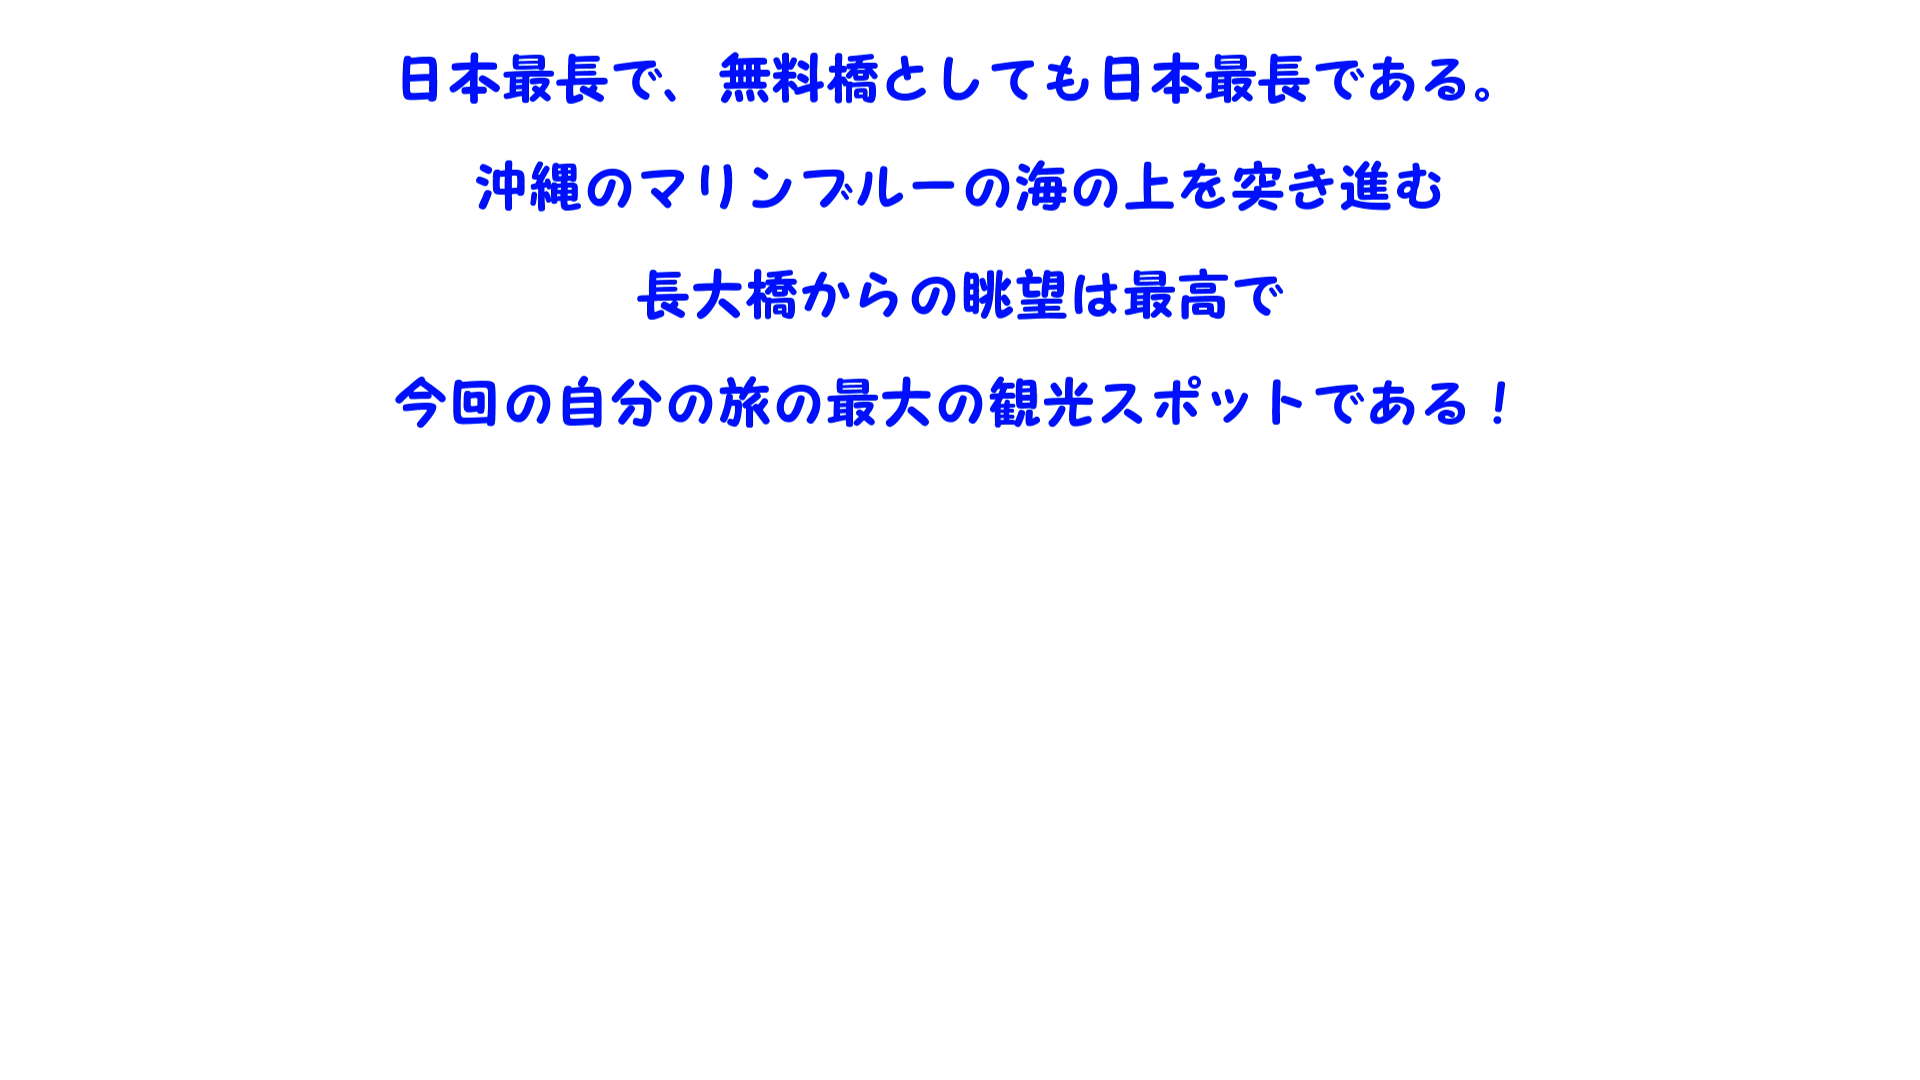 日本最長で、無料橋としても日本最長である。
沖縄のマリンブルーの海の上を突き進む
長大橋からの眺望は最高で
今回の自分の旅の最大の観光スポットである！